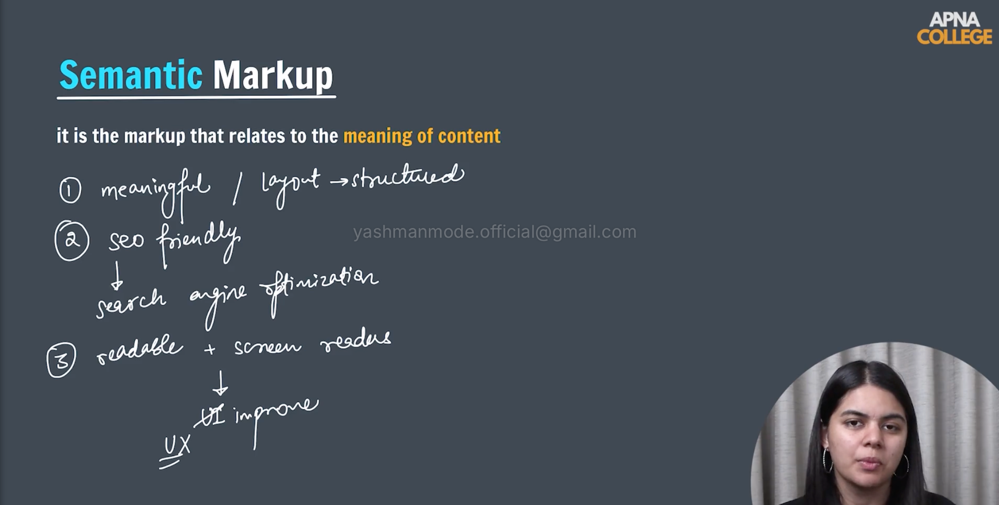 APNA
COLLEGE
Semantic Markup
it is the markup that relates to the meaning of content
① meaningful / layout → structured
yashmanmode.official@gmail.com
② seo friendly
↓
search engine optimization
③ readable + screen readers
↓
UI improve
UX